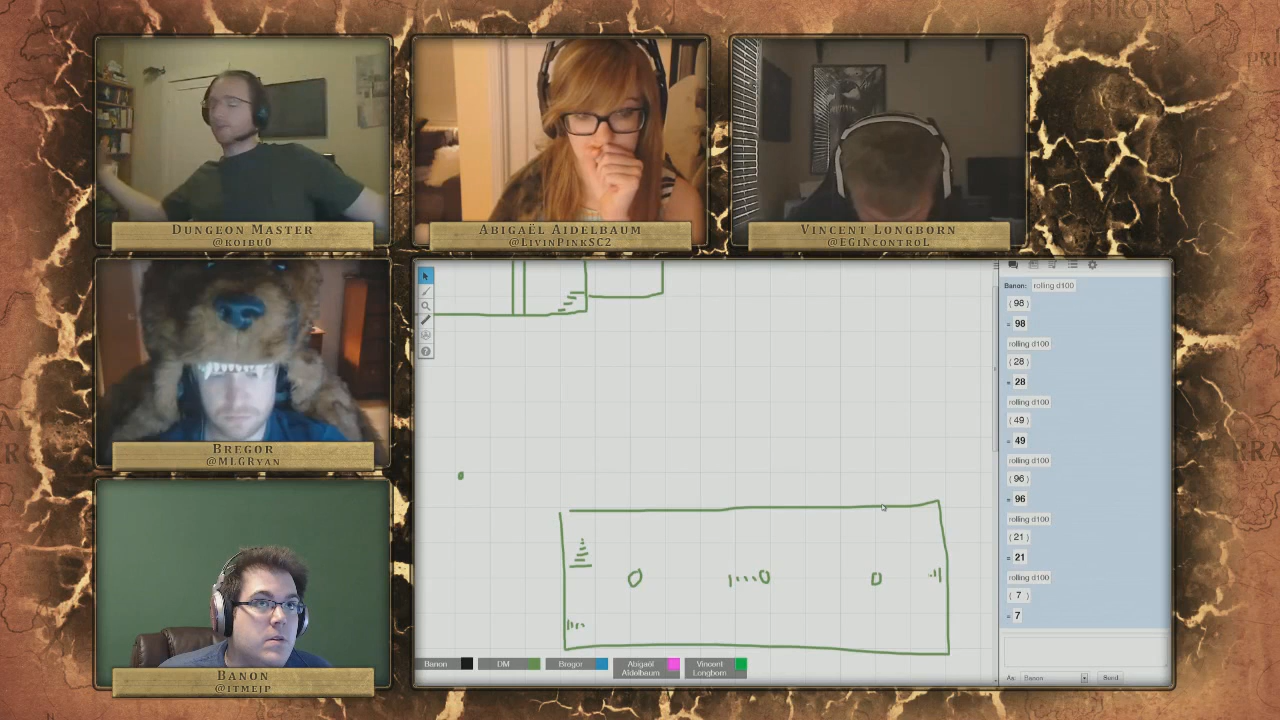 DUNGEON MASTER
@KOIBU0
ABIGAËL AIDELBAUM
@LIVINPINKSC2
VINCENT LONGBORN
@EGINCONTROL
BREGOR
@MLGRYAN
BANON
@ITMEJP
Banon: rolling d100
( 98 )
= 98
rolling d100
( 28 )
= 28
rolling d100
( 49 )
= 49
rolling d100
( 96 )
= 96
rolling d100
( 21 )
= 21
rolling d100
( 7 )
= 7
As: Banon Send
Banon DM Bregor Abigaël Aidelbaum Vincent Longborn